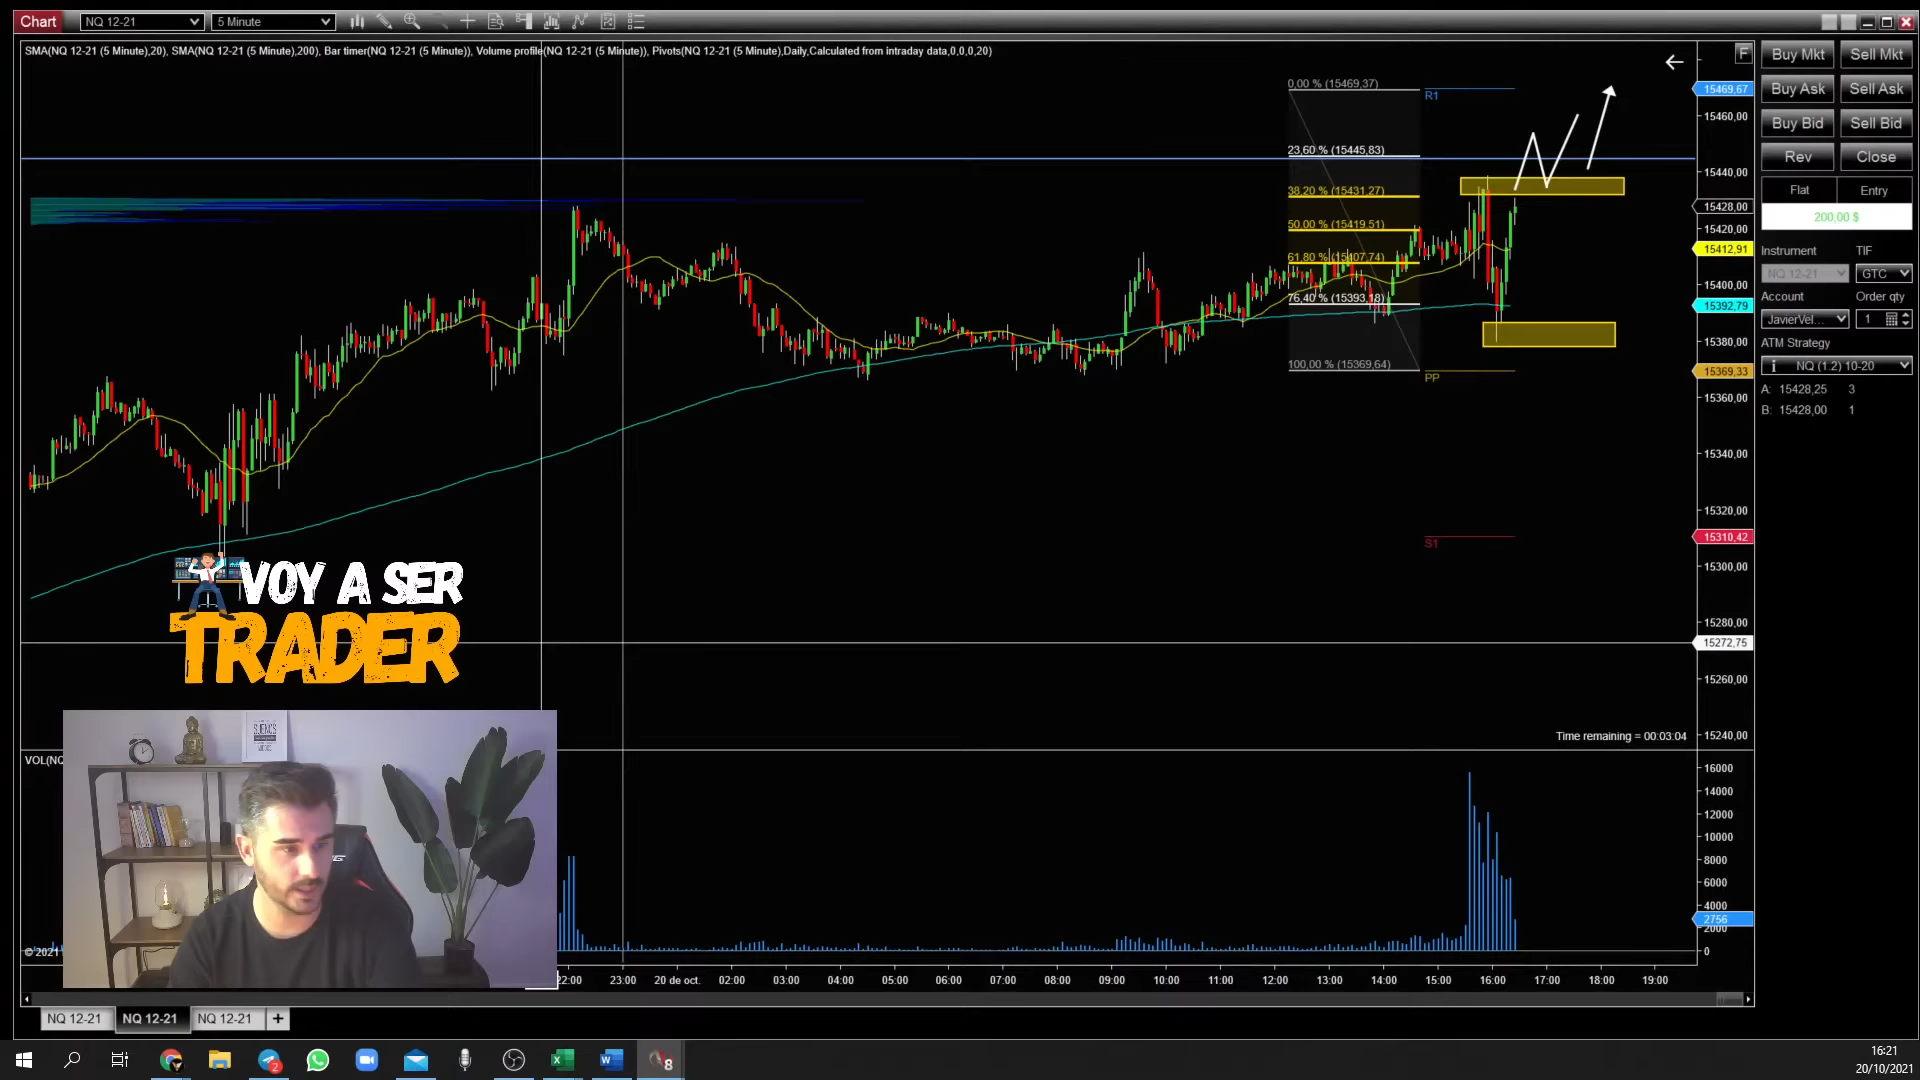 Chart
NQ 12-21
5 Minute
SMA(NQ 12-21 (5 Minute),20), SMA(NQ 12-21 (5 Minute),200), Bar timer(NQ 12-21 (5 Minute)), Volume profile(NQ 12-21 (5 Minute)), Pivots(NQ 12-21 (5 Minute),Daily,Calculated from intraday data,0,0,0,20)
F
Buy Mkt
Sell Mkt
Buy Ask
Sell Ask
Buy Bid
Sell Bid
Rev
Close
Flat
Entry
200,00 $
Instrument
TIF
NQ 12-21
GTC
Account
Order qty
JavierVel...
1
ATM Strategy
i NQ (1.2) 10-20
A: 15428,25 3
B: 15428,00 1
0,00 % (15469,37)
R1
23,60 % (15445,83)
38,20 % (15431,27)
50,00 % (15419,51)
61,80 % (15407,74)
76,40 % (15393,18)
100,00 % (15369,64)
PP
S1
15469,67
15460,00
15440,00
15428,00
15420,00
15412,91
15400,00
15392,79
15380,00
15369,33
15360,00
15340,00
15320,00
15310,42
15300,00
15280,00
15272,75
15260,00
15240,00
VOY A SER
TRADER
Time remaining = 00:03:04
VOL(NQ
16000
14000
12000
10000
8000
6000
4000
2756
2000
0
© 2021
22:00
23:00
20 de oct.
02:00
03:00
04:00
05:00
06:00
07:00
08:00
09:00
10:00
11:00
12:00
13:00
14:00
15:00
16:00
17:00
18:00
19:00
NQ 12-21
NQ 12-21
NQ 12-21
+
2
8
16:21
20/10/2021